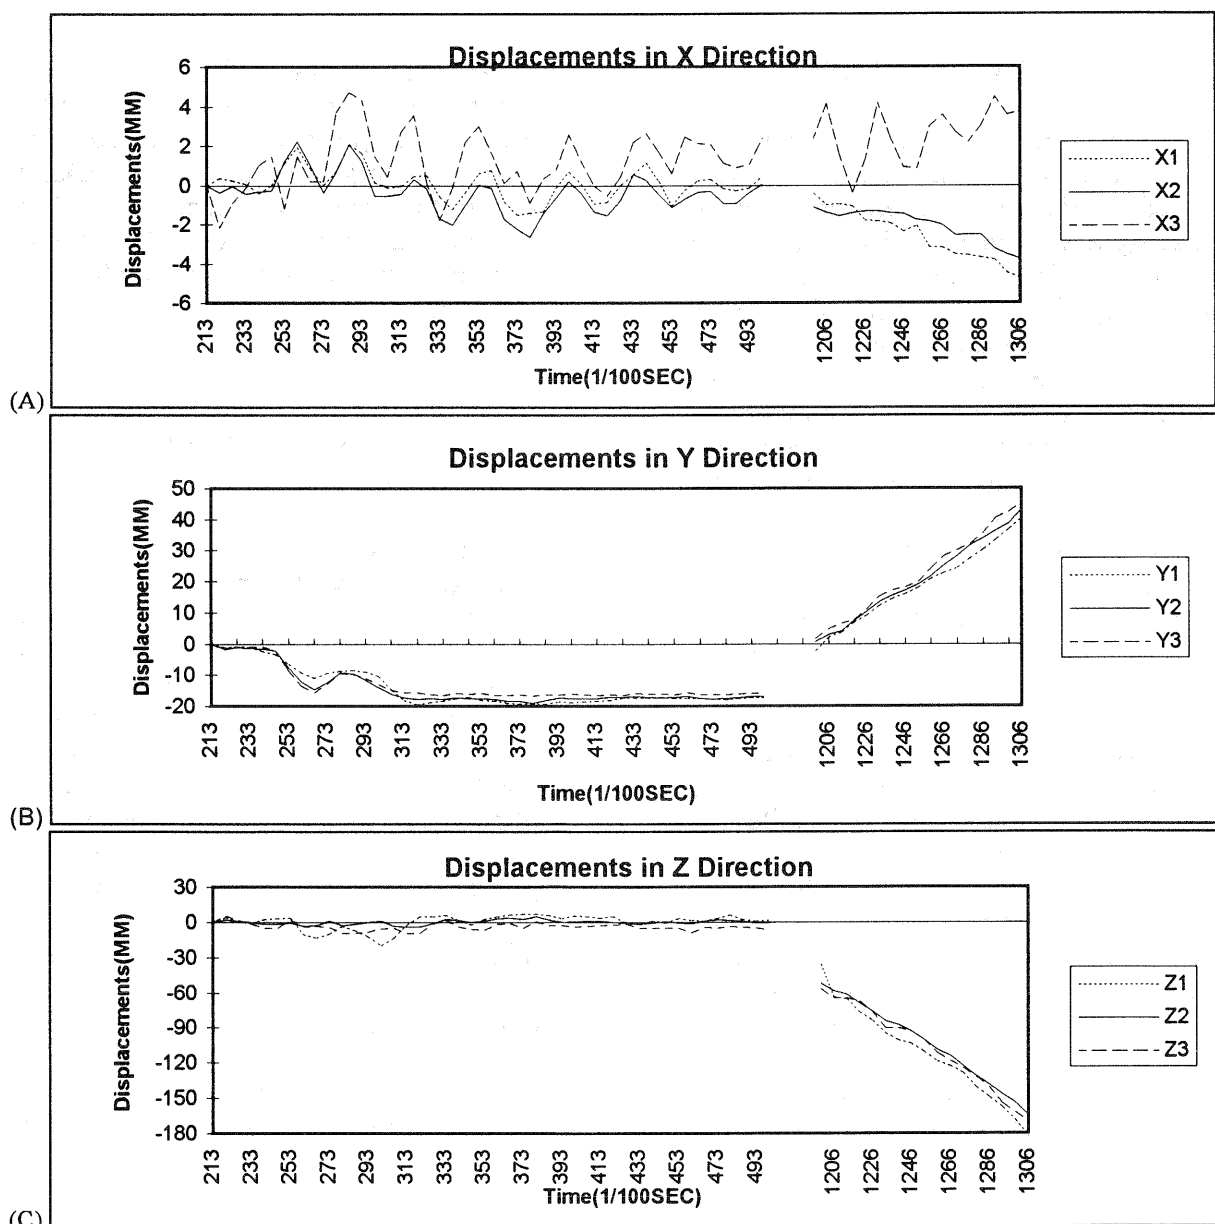 Displacements in X Direction
6
4
2
0
-2
-4
-6
Displacements(MM)
213 233 253 273 293 313 333 353 373 393 413 433 453 473 493 1206 1226 1246 1266 1286 1306
Time(1/100SEC)
X1
X2
X3
(A)
Displacements in Y Direction
50
40
30
20
10
0
-10
-20
Displacements(MM)
213 233 253 273 293 313 333 353 373 393 413 433 453 473 493 1206 1226 1246 1266 1286 1306
Time(1/100SEC)
Y1
Y2
Y3
(B)
Displacements in Z Direction
30
0
-30
-60
-90
-120
-150
-180
Displacements(MM)
213 233 253 273 293 313 333 353 373 393 413 433 453 473 493 1206 1226 1246 1266 1286 1306
Time(1/100SEC)
Z1
Z2
Z3
(C)